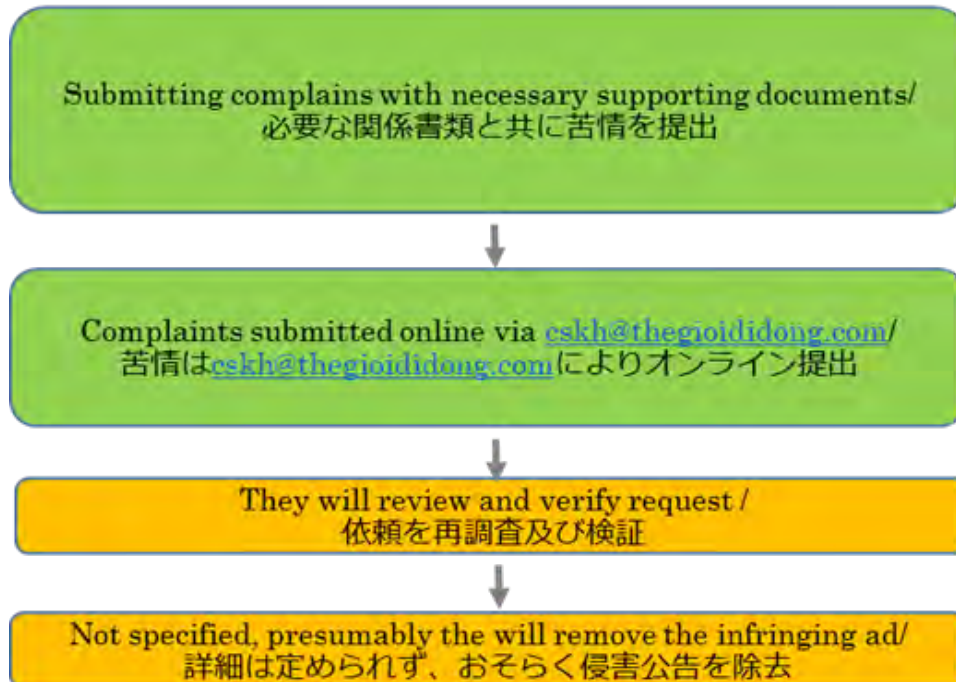 Submitting complains with necessary supporting documents/
必要な関係書類と共に苦情を提出
Complaints submitted online via cskh@thegioididong.com/
苦情はcskh@thegioididong.comによりオンライン提出
They will review and verify request /
依頼を再調査及び検証
Not specified, presumably the will remove the infringing ad/
詳細は定められず、おそらく侵害公告を除去